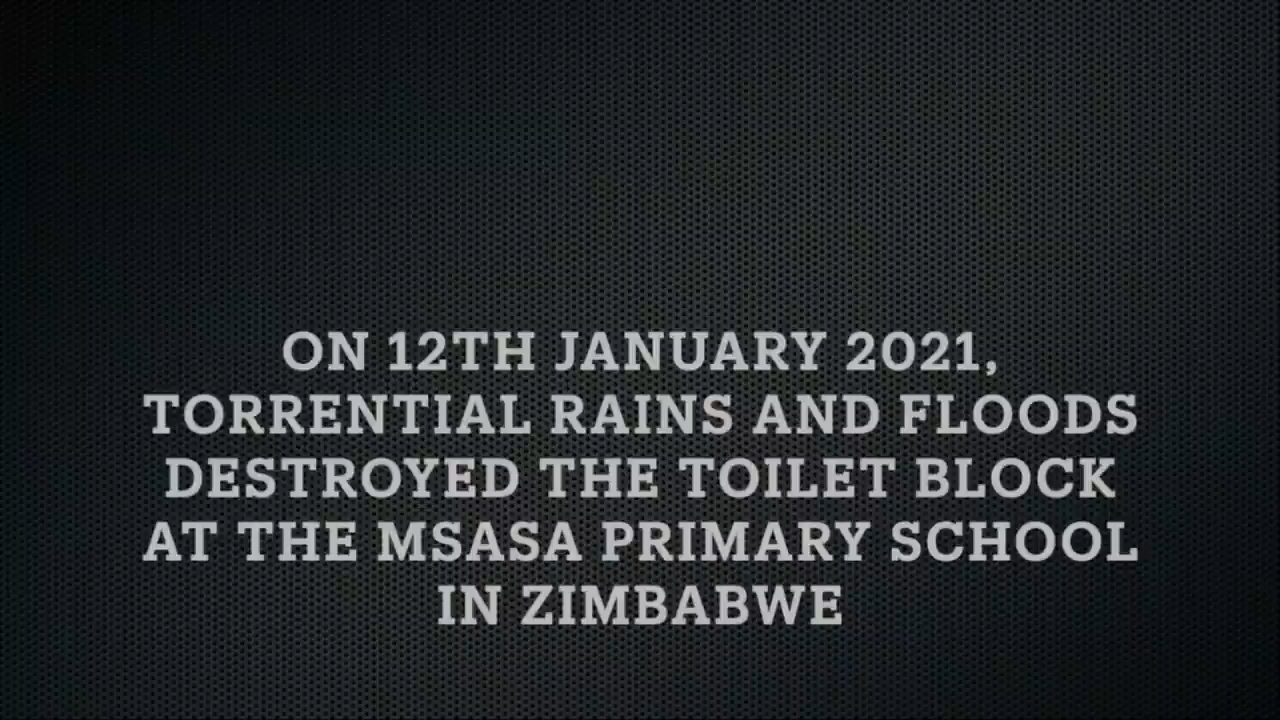 ON 12TH JANUARY 2021,
TORRENTIAL RAINS AND FLOODS
DESTROYED THE TOILET BLOCK
AT THE MSASA PRIMARY SCHOOL
IN ZIMBABWE